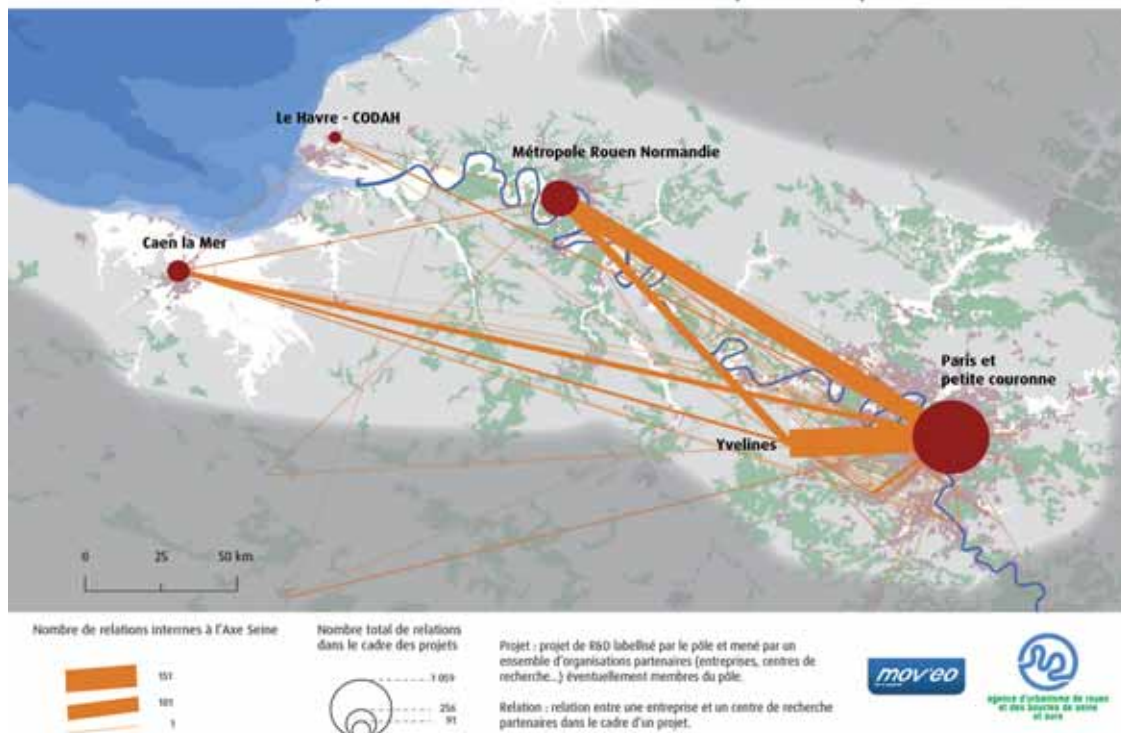 Le Havre - CODAH
Métropole Rouen Normandie
Caen la Mer
Paris et
petite couronne
Yvelines
0 25 50 km
Nombre de relations internes à l'Axe Seine
151
101
1
Nombre total de relations
dans le cadre des projets
1 059
256
91
Projet : projet de R&D labellisé par le pôle et mené par un
ensemble d'organisations partenaires (entreprises, centres de
recherche...) éventuellement membres du pôle.
Relation : relation entre une entreprise et un centre de recherche
partenaires dans le cadre d'un projet.
mov'eo
agence d'urbanisme de rouen
et des boucles de seine
et eure